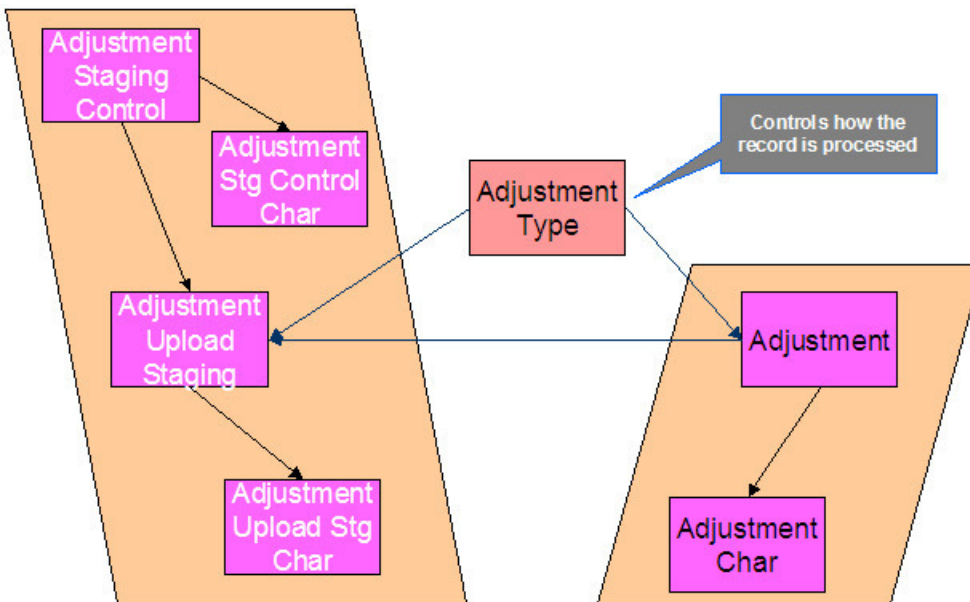 Adjustment
Staging
Control
Adjustment
Stg Control
Char
Controls how the
record is processed
Adjustment
Type
Adjustment
Upload
Staging
Adjustment
Adjustment
Upload Stg
Char
Adjustment
Char